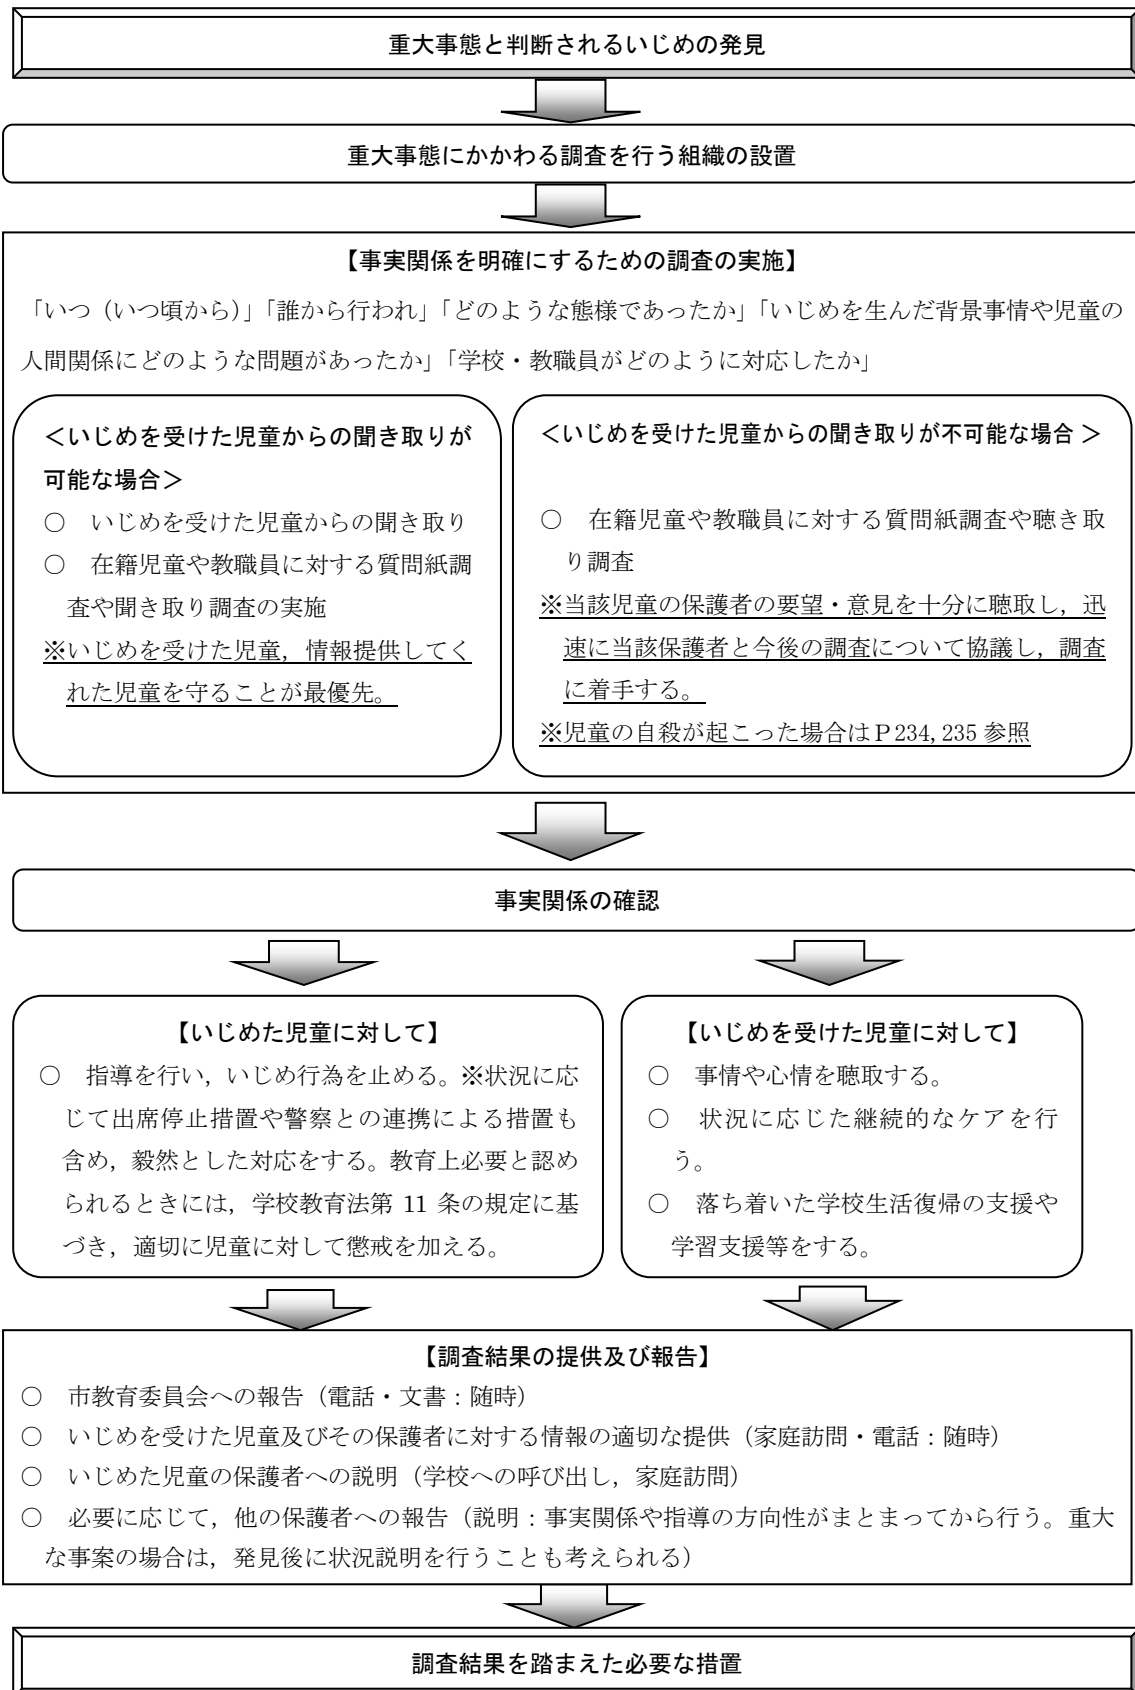 重大事態と判断されるいじめの発見
重大事態にかかわる調査を行う組織の設置
【事実関係を明確にするための調査の実施】
「いつ（いつ頃から）」「誰から行われ」「どのような態様であったか」「いじめを生んだ背景事情や児童の
人間関係にどのような問題があったか」「学校・教職員がどのように対応したか」
＜いじめを受けた児童からの聞き取りが
可能な場合＞
○　いじめを受けた児童からの聞き取り
○　在籍児童や教職員に対する質問紙調
査や聞き取り調査の実施
※いじめを受けた児童，情報提供してく
れた児童を守ることが最優先。
＜いじめを受けた児童からの聞き取りが不可能な場合 ＞
○　在籍児童や教職員に対する質問紙調査や聴き取
り調査
※当該児童の保護者の要望・意見を十分に聴取し，迅
速に当該保護者と今後の調査について協議し，調査
に着手する。
※児童の自殺が起こった場合はＰ234, 235 参照
事実関係の確認
【いじめた児童に対して】
○　指導を行い，いじめ行為を止める。※状況に応
じて出席停止措置や警察との連携による措置も
含め，毅然とした対応をする。教育上必要と認め
られるときには，学校教育法第 11 条の規定に基
づき，適切に児童に対して懲戒を加える。
【いじめを受けた児童に対して】
○　事情や心情を聴取する。
○　状況に応じた継続的なケアを行
う。
○　落ち着いた学校生活復帰の支援や
学習支援等をする。
【調査結果の提供及び報告】
○　市教育委員会への報告（電話・文書：随時）
○　いじめを受けた児童及びその保護者に対する情報の適切な提供（家庭訪問・電話：随時）
○　いじめた児童の保護者への説明（学校への呼び出し，家庭訪問）
○　必要に応じて，他の保護者への報告（説明：事実関係や指導の方向性がまとまってから行う。重大
な事案の場合は，発見後に状況説明を行うことも考えられる）
調査結果を踏まえた必要な措置